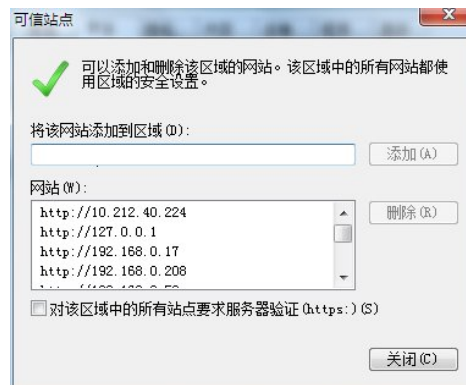 可信站点
可以添加和删除该区域的网站。该区域中的所有网站都使
用区域的安全设置。
将该网站添加到区域(D):
添加(A)
网站(W):
http://10.212.40.224
http://127.0.0.1
http://192.168.0.17
http://192.168.0.208
删除(R)
对该区域中的所有站点要求服务器验证(https:)(S)
关闭(C)